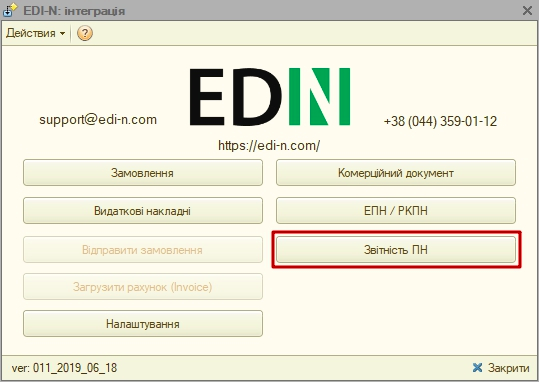 EDI-N: інтеграція
Действия
?
EDIN
support@edi-n.com
+38 (044) 359-01-12
https://edi-n.com/
Замовлення
Комерційний документ
Видаткові накладні
ЕПН / РКПН
Відправити замовлення
Звітність ПН
Загрузити рахунок (Invoice)
Налаштування
ver: 011_2019_06_18
Закрити